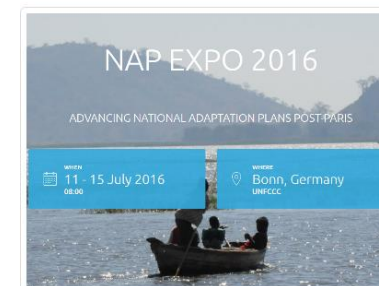 NAP EXPO 2016
ADVANCING NATIONAL ADAPTATION PLANS POST-PARIS
WHEN
11 - 15 July 2016
08:00
WHERE
Bonn, Germany
UNFCCC